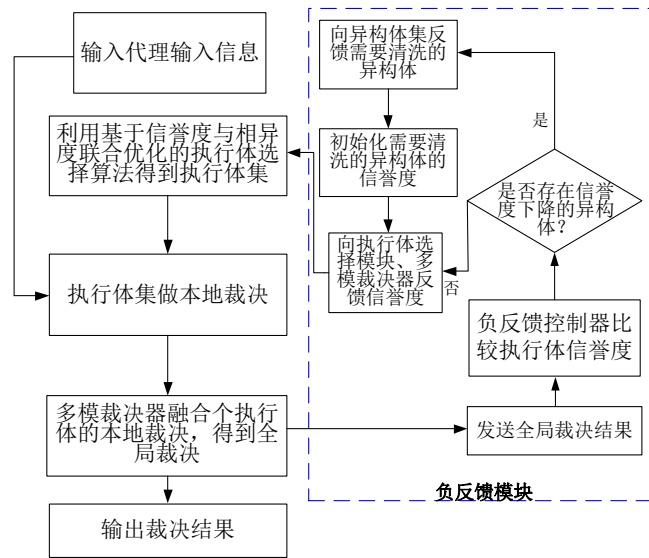 输入代理输入信息
利用基于信誉度与相异
度联合优化的执行体选
择算法得到执行体集
执行体集做本地裁决
多模裁决器融合个执行
体的本地裁决，得到全
局裁决
输出裁决结果
向异构体集反
馈需要清洗的
异构体
初始化需要清
洗的异构体的
信誉度
向执行体选
择模块、多
模裁决器反
馈信誉度
是
否
是否存在信誉
度下降的异构
体？
负反馈控制器比
较执行体信誉度
发送全局裁决结果
负反馈模块